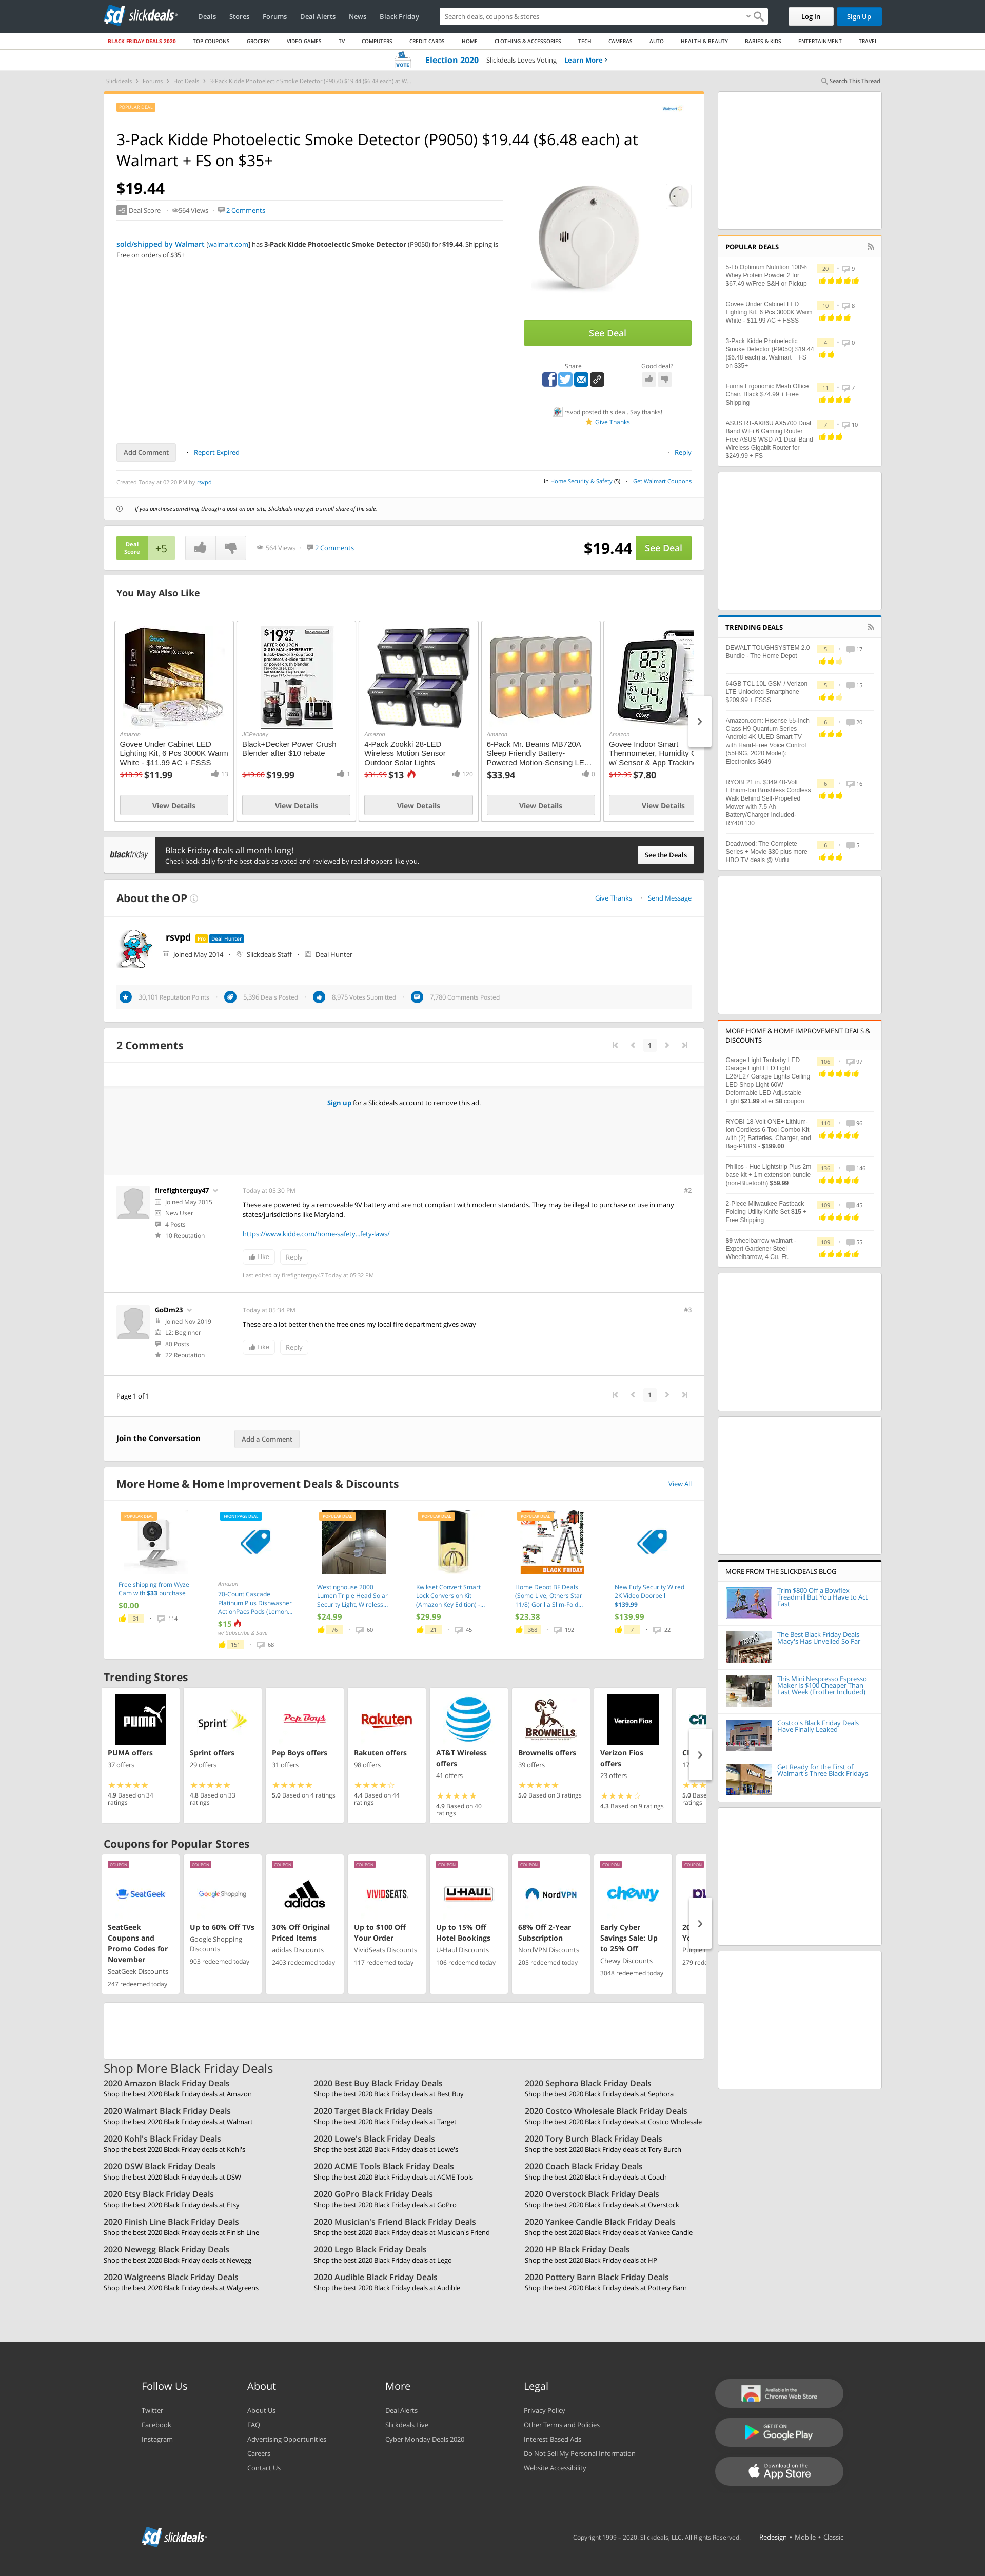 slickdeals
Deals Stores Forums Deal Alerts News Black Friday
Search deals, coupons & stores
Log In Sign Up
BLACK FRIDAY DEALS 2020 TOP COUPONS GROCERY VIDEO GAMES TV COMPUTERS CREDIT CARDS HOME CLOTHING & ACCESSORIES TECH CAMERAS AUTO HEALTH & BEAUTY BABIES & KIDS ENTERTAINMENT TRAVEL
VOTE Election 2020 Slickdeals Loves Voting Learn More ›
Slickdeals › Forums › Hot Deals › 3-Pack Kidde Photoelectic Smoke Detector (P9050) $19.44 ($6.48 each) at W...
Search This Thread
POPULAR DEAL
Walmart
3-Pack Kidde Photoelectic Smoke Detector (P9050) $19.44 ($6.48 each) at
Walmart + FS on $35+
$19.44
+5 Deal Score • 564 Views • 2 Comments
sold/shipped by Walmart [walmart.com] has 3-Pack Kidde Photoelectic Smoke Detector (P9050) for $19.44. Shipping is
Free on orders of $35+
See Deal
Share
Good deal?
rsvpd posted this deal. Say thanks!
Give Thanks
Add Comment • Report Expired • Reply
Created Today at 02:20 PM by rsvpd
in Home Security & Safety (5) • Get Walmart Coupons
If you purchase something through a post on our site, Slickdeals may get a small share of the sale.
Deal
Score
+5
564 Views • 2 Comments
$19.44 See Deal
You May Also Like
Amazon
Govee Under Cabinet LED
Lighting Kit, 6 Pcs 3000K Warm
White - $11.99 AC + FSSS
$18.99 $11.99 13
View Details
JCPenney
Black+Decker Power Crush
Blender after $10 rebate
$49.00 $19.99 1
View Details
Amazon
4-Pack Zookki 28-LED
Wireless Motion Sensor
Outdoor Solar Lights
$31.99 $13 120
View Details
Amazon
6-Pack Mr. Beams MB720A
Sleep Friendly Battery-
Powered Motion-Sensing LE...
$33.94 0
View Details
Amazon
Govee Indoor Smart
Thermometer, Humidity
w/ Sensor & App Tracking
$12.99 $7.80
View Details
blackfriday
Black Friday deals all month long!
Check back daily for the best deals as voted and reviewed by real shoppers like you.
See the Deals
About the OP
Give Thanks • Send Message
rsvpd Pro Deal Hunter
Joined May 2014 • Slickdeals Staff • Deal Hunter
30,101 Reputation Points • 5,396 Deals Posted • 8,975 Votes Submitted • 7,780 Comments Posted
2 Comments
1
Sign up for a Slickdeals account to remove this ad.
firefighterguy47
Joined May 2015
New User
4 Posts
10 Reputation
Today at 05:30 PM
#2
These are powered by a removeable 9V battery and are not compliant with modern standards. They may be illegal to purchase or use in many
states/jurisdictions like Maryland.
https://www.kidde.com/home-safety...fety-laws/
Like Reply
Last edited by firefighterguy47 Today at 05:32 PM.
GoDm23
Joined Nov 2019
L2: Beginner
80 Posts
22 Reputation
Today at 05:34 PM
#3
These are a lot better then the free ones my local fire department gives away
Like Reply
Page 1 of 1
1
Join the Conversation
Add a Comment
More Home & Home Improvement Deals & Discounts
View All
POPULAR DEAL
Free shipping from Wyze
Cam with $33 purchase
$0.00
31 • 114
FRONTPAGE DEAL
Amazon
70-Count Cascade
Platinum Plus Dishwasher
ActionPacs Pods (Lemon...
$15
w/ Subscribe & Save
151 • 68
POPULAR DEAL
Westinghouse 2000
Lumen Triple Head Solar
Security Light, Wireless...
$24.99
76 • 60
POPULAR DEAL
Kwikset Convert Smart
Lock Conversion Kit
(Amazon Key Edition) -...
$29.99
21 • 45
POPULAR DEAL
Home Depot BF Deals
(Some Live, Others Star
11/8) Gorilla Slim-Fold...
$23.38
368 • 192
New Eufy Security Wired
2K Video Doorbell
$139.99
$139.99
7 • 22
Trending Stores
PUMA offers
37 offers
4.9 Based on 34
ratings
Sprint offers
29 offers
4.8 Based on 33
ratings
Pep Boys offers
31 offers
5.0 Based on 4 ratings
Rakuten offers
98 offers
4.4 Based on 44
ratings
AT&T Wireless
offers
41 offers
4.9 Based on 40
ratings
Brownells offers
39 offers
5.0 Based on 3 ratings
Verizon Fios
offers
23 offers
4.3 Based on 9 ratings
Coupons for Popular Stores
COUPON
SeatGeek
SeatGeek
Coupons and
Promo Codes for
November
SeatGeek Discounts
247 redeemed today
COUPON
Google Shopping
Up to 60% Off TVs
Google Shopping
Discounts
903 redeemed today
COUPON
adidas
30% Off Original
Priced Items
adidas Discounts
2403 redeemed today
COUPON
VIVIDSEATS.
Up to $100 Off
Your Order
VividSeats Discounts
117 redeemed today
COUPON
U-HAUL
Up to 15% Off
Hotel Bookings
U-Haul Discounts
106 redeemed today
COUPON
NordVPN
68% Off 2-Year
Subscription
NordVPN Discounts
205 redeemed today
COUPON
chewy
Early Cyber
Savings Sale: Up
to 25% Off
Chewy Discounts
3048 redeemed today
COUPON
Shop More Black Friday Deals
2020 Amazon Black Friday Deals
Shop the best 2020 Black Friday deals at Amazon
2020 Best Buy Black Friday Deals
Shop the best 2020 Black Friday deals at Best Buy
2020 Sephora Black Friday Deals
Shop the best 2020 Black Friday deals at Sephora
2020 Walmart Black Friday Deals
Shop the best 2020 Black Friday deals at Walmart
2020 Target Black Friday Deals
Shop the best 2020 Black Friday deals at Target
2020 Costco Wholesale Black Friday Deals
Shop the best 2020 Black Friday deals at Costco Wholesale
2020 Kohl's Black Friday Deals
Shop the best 2020 Black Friday deals at Kohl's
2020 Lowe's Black Friday Deals
Shop the best 2020 Black Friday deals at Lowe's
2020 Tory Burch Black Friday Deals
Shop the best 2020 Black Friday deals at Tory Burch
2020 DSW Black Friday Deals
Shop the best 2020 Black Friday deals at DSW
2020 ACME Tools Black Friday Deals
Shop the best 2020 Black Friday deals at ACME Tools
2020 Coach Black Friday Deals
Shop the best 2020 Black Friday deals at Coach
2020 Etsy Black Friday Deals
Shop the best 2020 Black Friday deals at Etsy
2020 GoPro Black Friday Deals
Shop the best 2020 Black Friday deals at GoPro
2020 Overstock Black Friday Deals
Shop the best 2020 Black Friday deals at Overstock
2020 Finish Line Black Friday Deals
Shop the best 2020 Black Friday deals at Finish Line
2020 Musician's Friend Black Friday Deals
Shop the best 2020 Black Friday deals at Musician's Friend
2020 Yankee Candle Black Friday Deals
Shop the best 2020 Black Friday deals at Yankee Candle
2020 Newegg Black Friday Deals
Shop the best 2020 Black Friday deals at Newegg
2020 Lego Black Friday Deals
Shop the best 2020 Black Friday deals at Lego
2020 HP Black Friday Deals
Shop the best 2020 Black Friday deals at HP
2020 Walgreens Black Friday Deals
Shop the best 2020 Black Friday deals at Walgreens
2020 Audible Black Friday Deals
Shop the best 2020 Black Friday deals at Audible
2020 Pottery Barn Black Friday Deals
Shop the best 2020 Black Friday deals at Pottery Barn
POPULAR DEALS
5-Lb Optimum Nutrition 100%
Whey Protein Powder 2 for
$67.49 w/Free S&H or Pickup
20 • 9
Govee Under Cabinet LED
Lighting Kit, 6 Pcs 3000K Warm
White - $11.99 AC + FSSS
10 • 8
3-Pack Kidde Photoelectic
Smoke Detector (P9050) $19.44
($6.48 each) at Walmart + FS
on $35+
4 • 0
Funria Ergonomic Mesh Office
Chair, Black $74.99 + Free
Shipping
11 • 7
ASUS RT-AX86U AX5700 Dual
Band WiFi 6 Gaming Router +
Free ASUS WSD-A1 Dual-Band
Wireless Gigabit Router for
$249.99 + FS
7 • 10
TRENDING DEALS
DEWALT TOUGHSYSTEM 2.0
Bundle - The Home Depot
5 • 17
64GB TCL 10L GSM / Verizon
LTE Unlocked Smartphone
$209.99 + FSSS
5 • 15
Amazon.com: Hisense 55-Inch
Class H9 Quantum Series
Android 4K ULED Smart TV
with Hand-Free Voice Control
(55H9G, 2020 Model):
Electronics $649
6 • 20
RYOBI 21 in. $349 40-Volt
Lithium-Ion Brushless Cordless
Walk Behind Self-Propelled
Mower with 7.5 Ah
Battery/Charger Included-
RY401130
6 • 16
Deadwood: The Complete
Series + Movie $30 plus more
HBO TV deals @ Vudu
6 • 5
MORE HOME & HOME IMPROVEMENT DEALS &
DISCOUNTS
Garage Light Tanbaby LED
Garage Light LED Light
E26/E27 Garage Lights Ceiling
LED Shop Light 60W
Deformable LED Adjustable
Light $21.99 after $8 coupon
106 • 97
RYOBI 18-Volt ONE+ Lithium-
Ion Cordless 6-Tool Combo Kit
with (2) Batteries, Charger, and
Bag-P1819 - $199.00
110 • 96
Philips - Hue Lightstrip Plus 2m
base kit + 1m extension bundle
(non-Bluetooth) $59.99
136 • 146
2-Piece Milwaukee Fastback
Folding Utility Knife Set $15 +
Free Shipping
109 • 45
$9 wheelbarrow walmart -
Expert Gardener Steel
Wheelbarrow, 4 Cu. Ft.
109 • 55
MORE FROM THE SLICKDEALS BLOG
Trim $800 Off a Bowflex
Treadmill But You Have to Act
Fast
The Best Black Friday Deals
Macy's Has Unveiled So Far
This Mini Nespresso Espresso
Maker Is $100 Cheaper Than
Last Week (Frother Included)
Costco's Black Friday Deals
Have Finally Leaked
Get Ready for the First of
Walmart's Three Black Fridays
Follow Us
Twitter
Facebook
Instagram
About
About Us
FAQ
Advertising Opportunities
Careers
Contact Us
More
Deal Alerts
Slickdeals Live
Cyber Monday Deals 2020
Legal
Privacy Policy
Other Terms and Policies
Interest-Based Ads
Do Not Sell My Personal Information
Website Accessibility
Available in the
Chrome Web Store
GET IT ON
Google Play
Download on the
App Store
slickdeals
Copyright 1999 - 2020. Slickdeals, LLC. All Rights Reserved. Redesign • Mobile • Classic